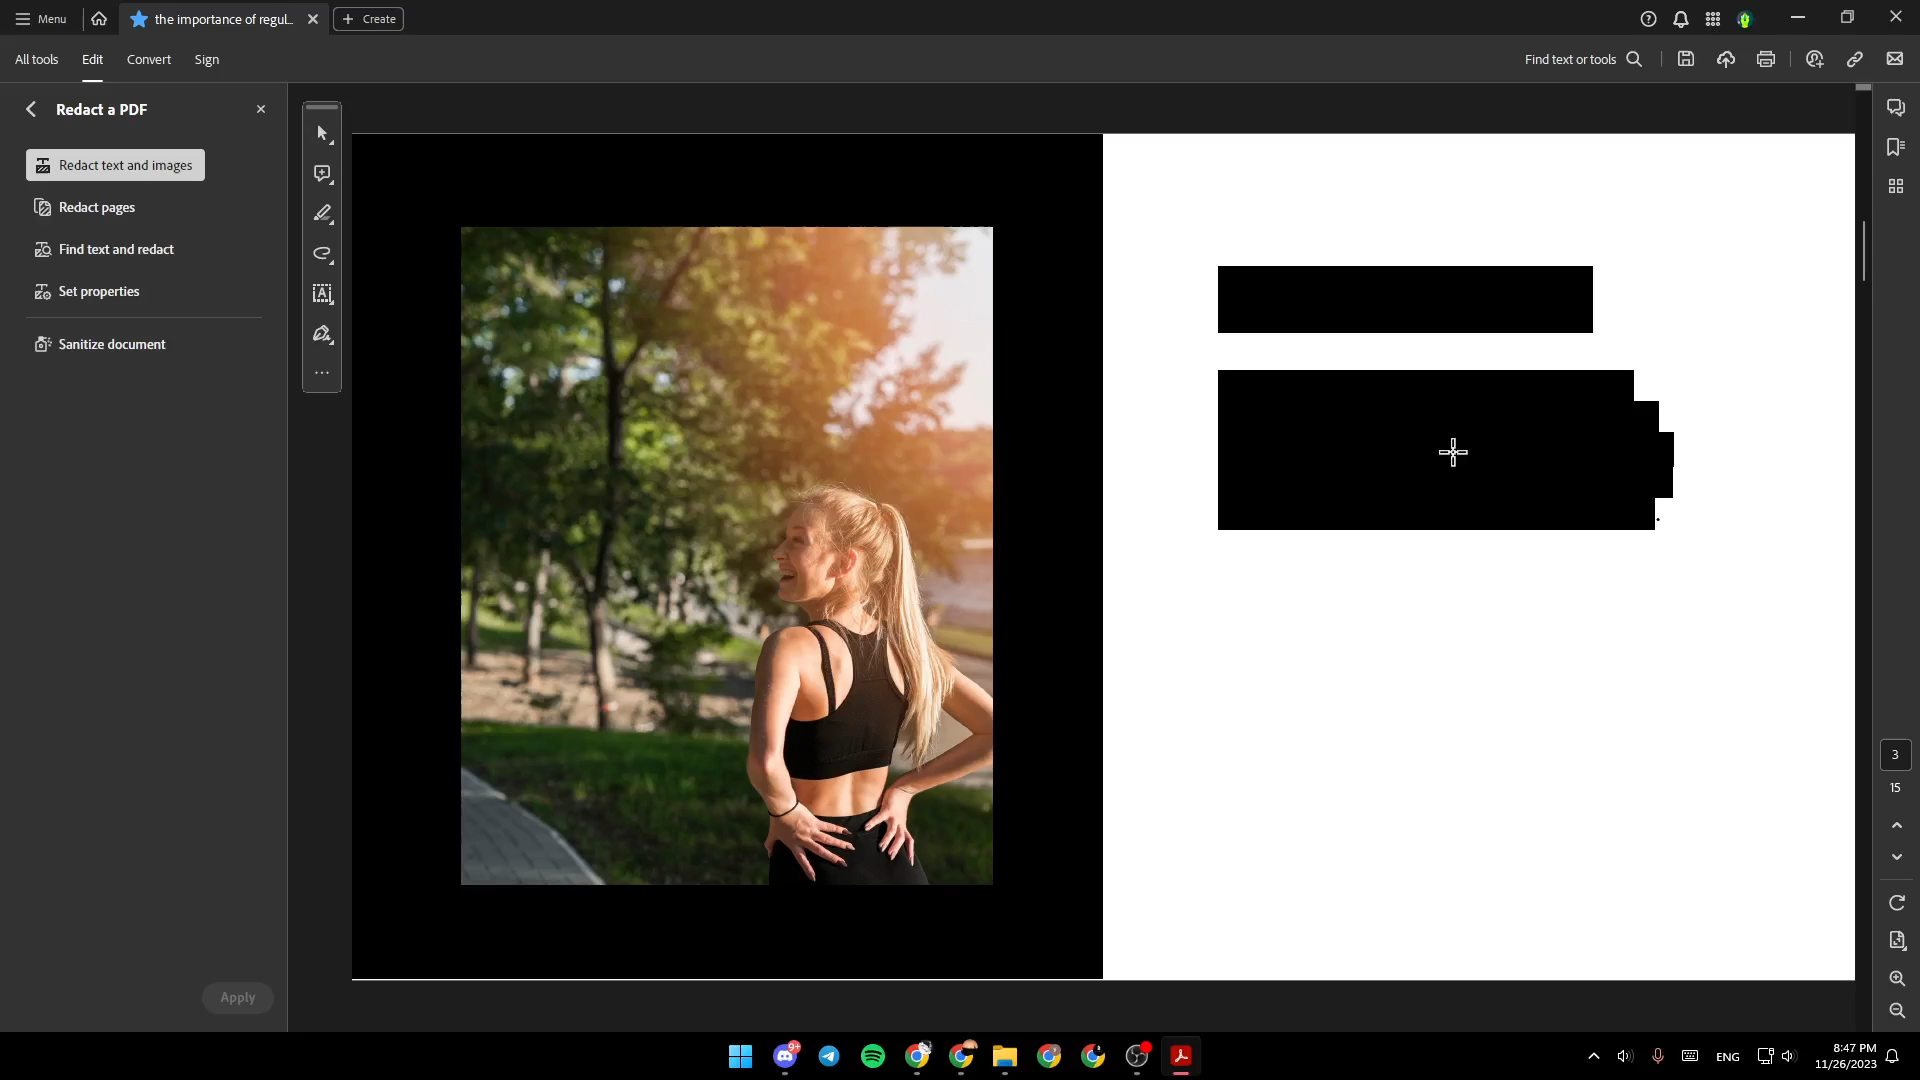 Menu
the importance of regul...
Create
All tools
Edit
Convert
Sign
Find text or tools
Redact a PDF
Redact text and images
Redact pages
Find text and redact
Set properties
Sanitize document
Apply
.
3
15
9+
ENG
8:47 PM
11/26/2023